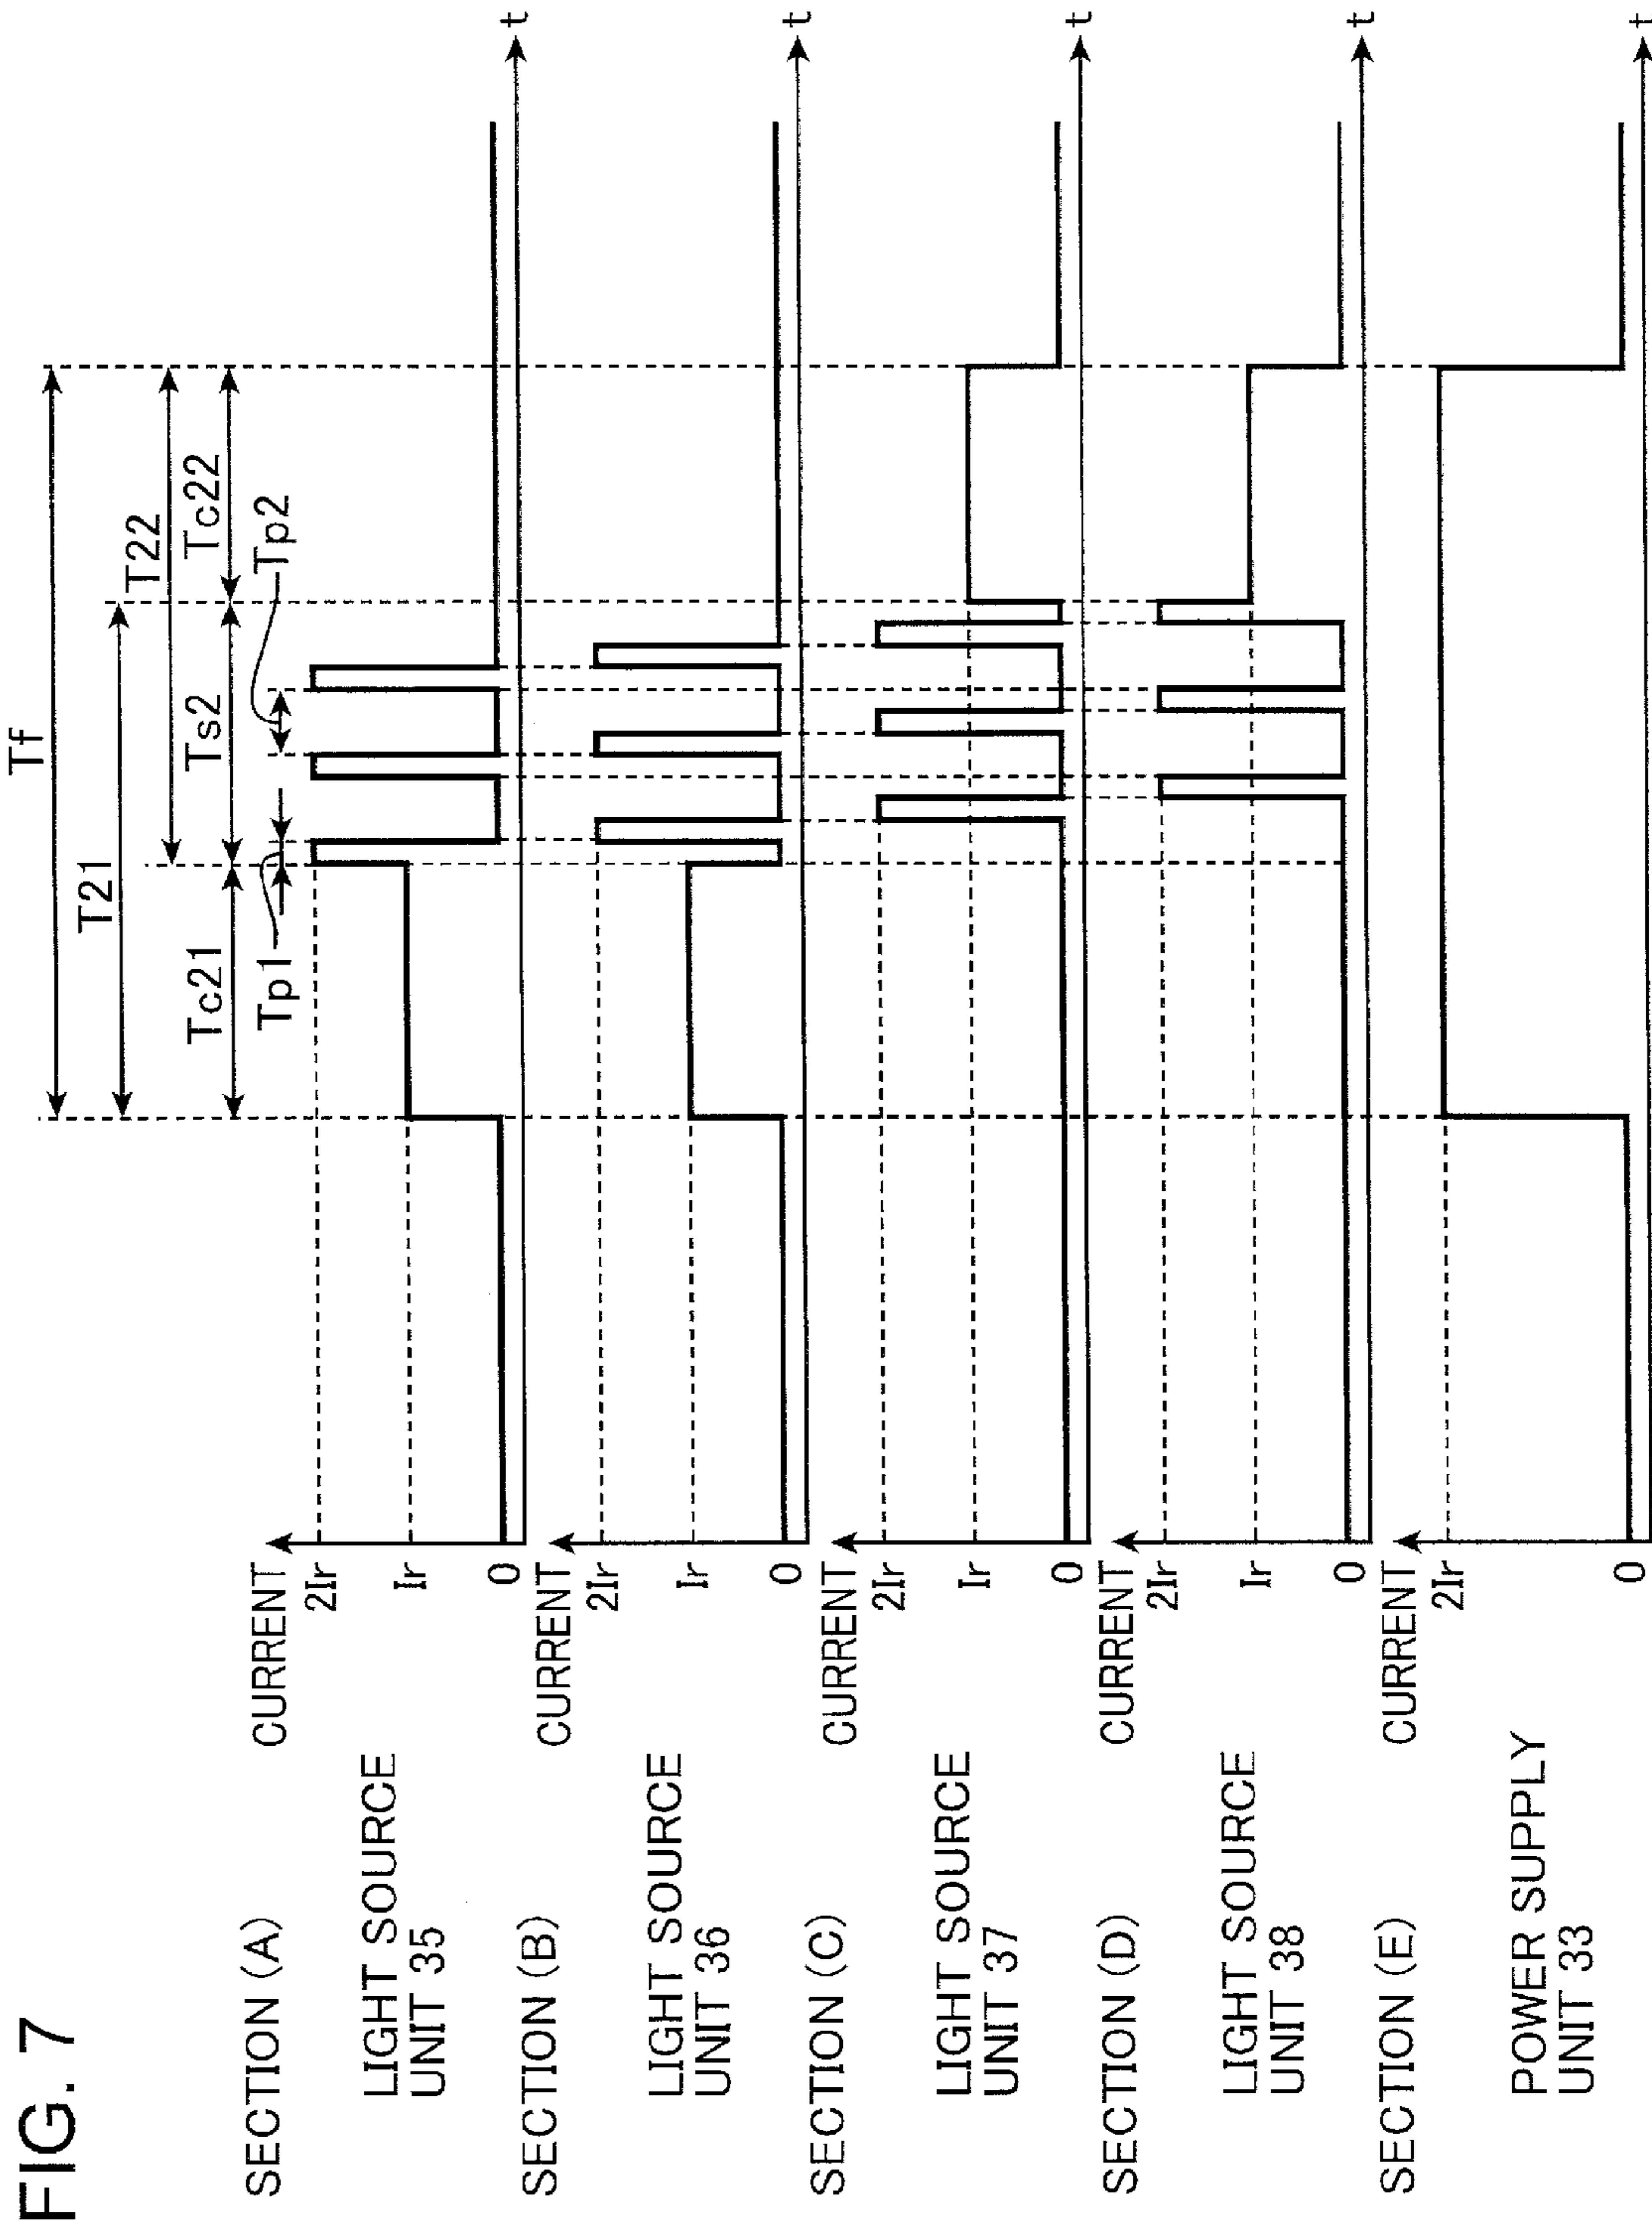 FIG. 7
Tf
T21
T22
Tc21
Ts2
Tc22
Tp1
Tp2
SECTION (A)
CURRENT
2Ir
Ir
0
t
LIGHT SOURCE
UNIT 35
SECTION (B)
CURRENT
2Ir
Ir
0
t
LIGHT SOURCE
UNIT 36
SECTION (C)
CURRENT
2Ir
Ir
0
t
LIGHT SOURCE
UNIT 37
SECTION (D)
CURRENT
2Ir
Ir
0
t
LIGHT SOURCE
UNIT 38
SECTION (E)
CURRENT
2Ir
0
t
POWER SUPPLY
UNIT 33